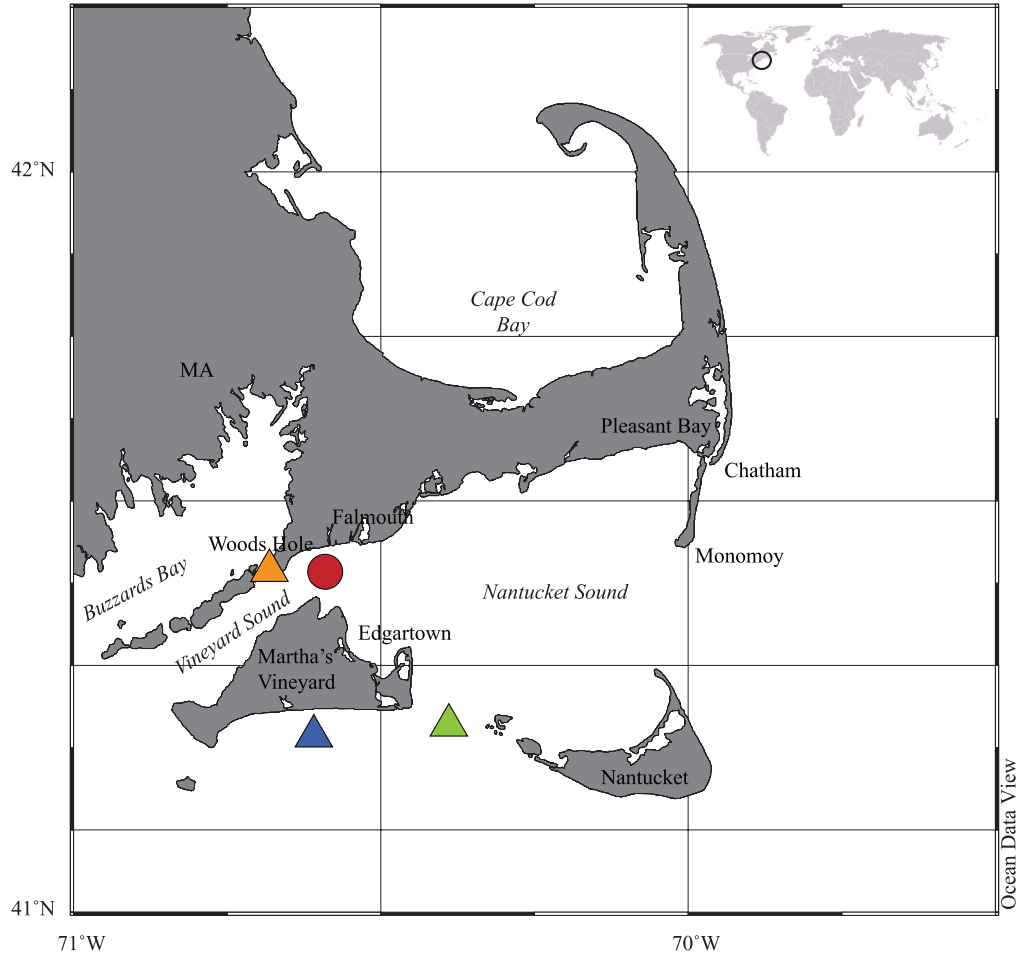 42°N
Cape Cod
Bay
MA
Pleasant Bay
Chatham
Falmouth
Woods Hole
Monomoy
Buzzards Bay
Nantucket Sound
Vineyard Sound
Edgartown
Martha's
Vineyard
Nantucket
Ocean Data View
41°N
71°W
70°W